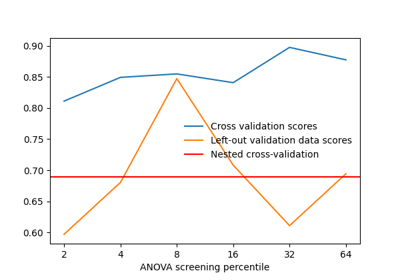 0.90
0.85
0.80
0.75
0.70
0.65
0.60
Cross validation scores
Left-out validation data scores
Nested cross-validation
2 4 8 16 32 64
ANOVA screening percentile